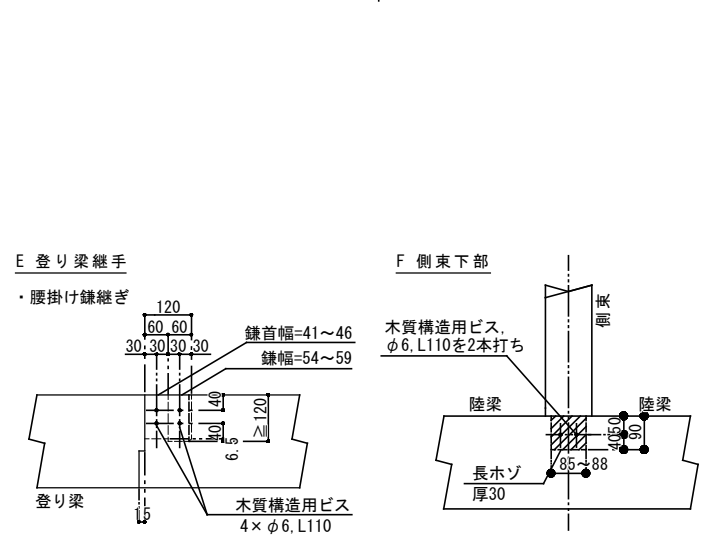 E 登り梁継手
・腰掛け鎌継ぎ
120
60 60
30 30 30 30
鎌首幅=41～46
鎌幅=54～59
40
≧120
40
6.5
登り梁
15
木質構造用ビス
4×φ6,L110
F 側束下部
側束
木質構造用ビス,
φ6,L110を2本打ち
陸梁
陸梁
50
40
90
85～88
長ホゾ
厚30